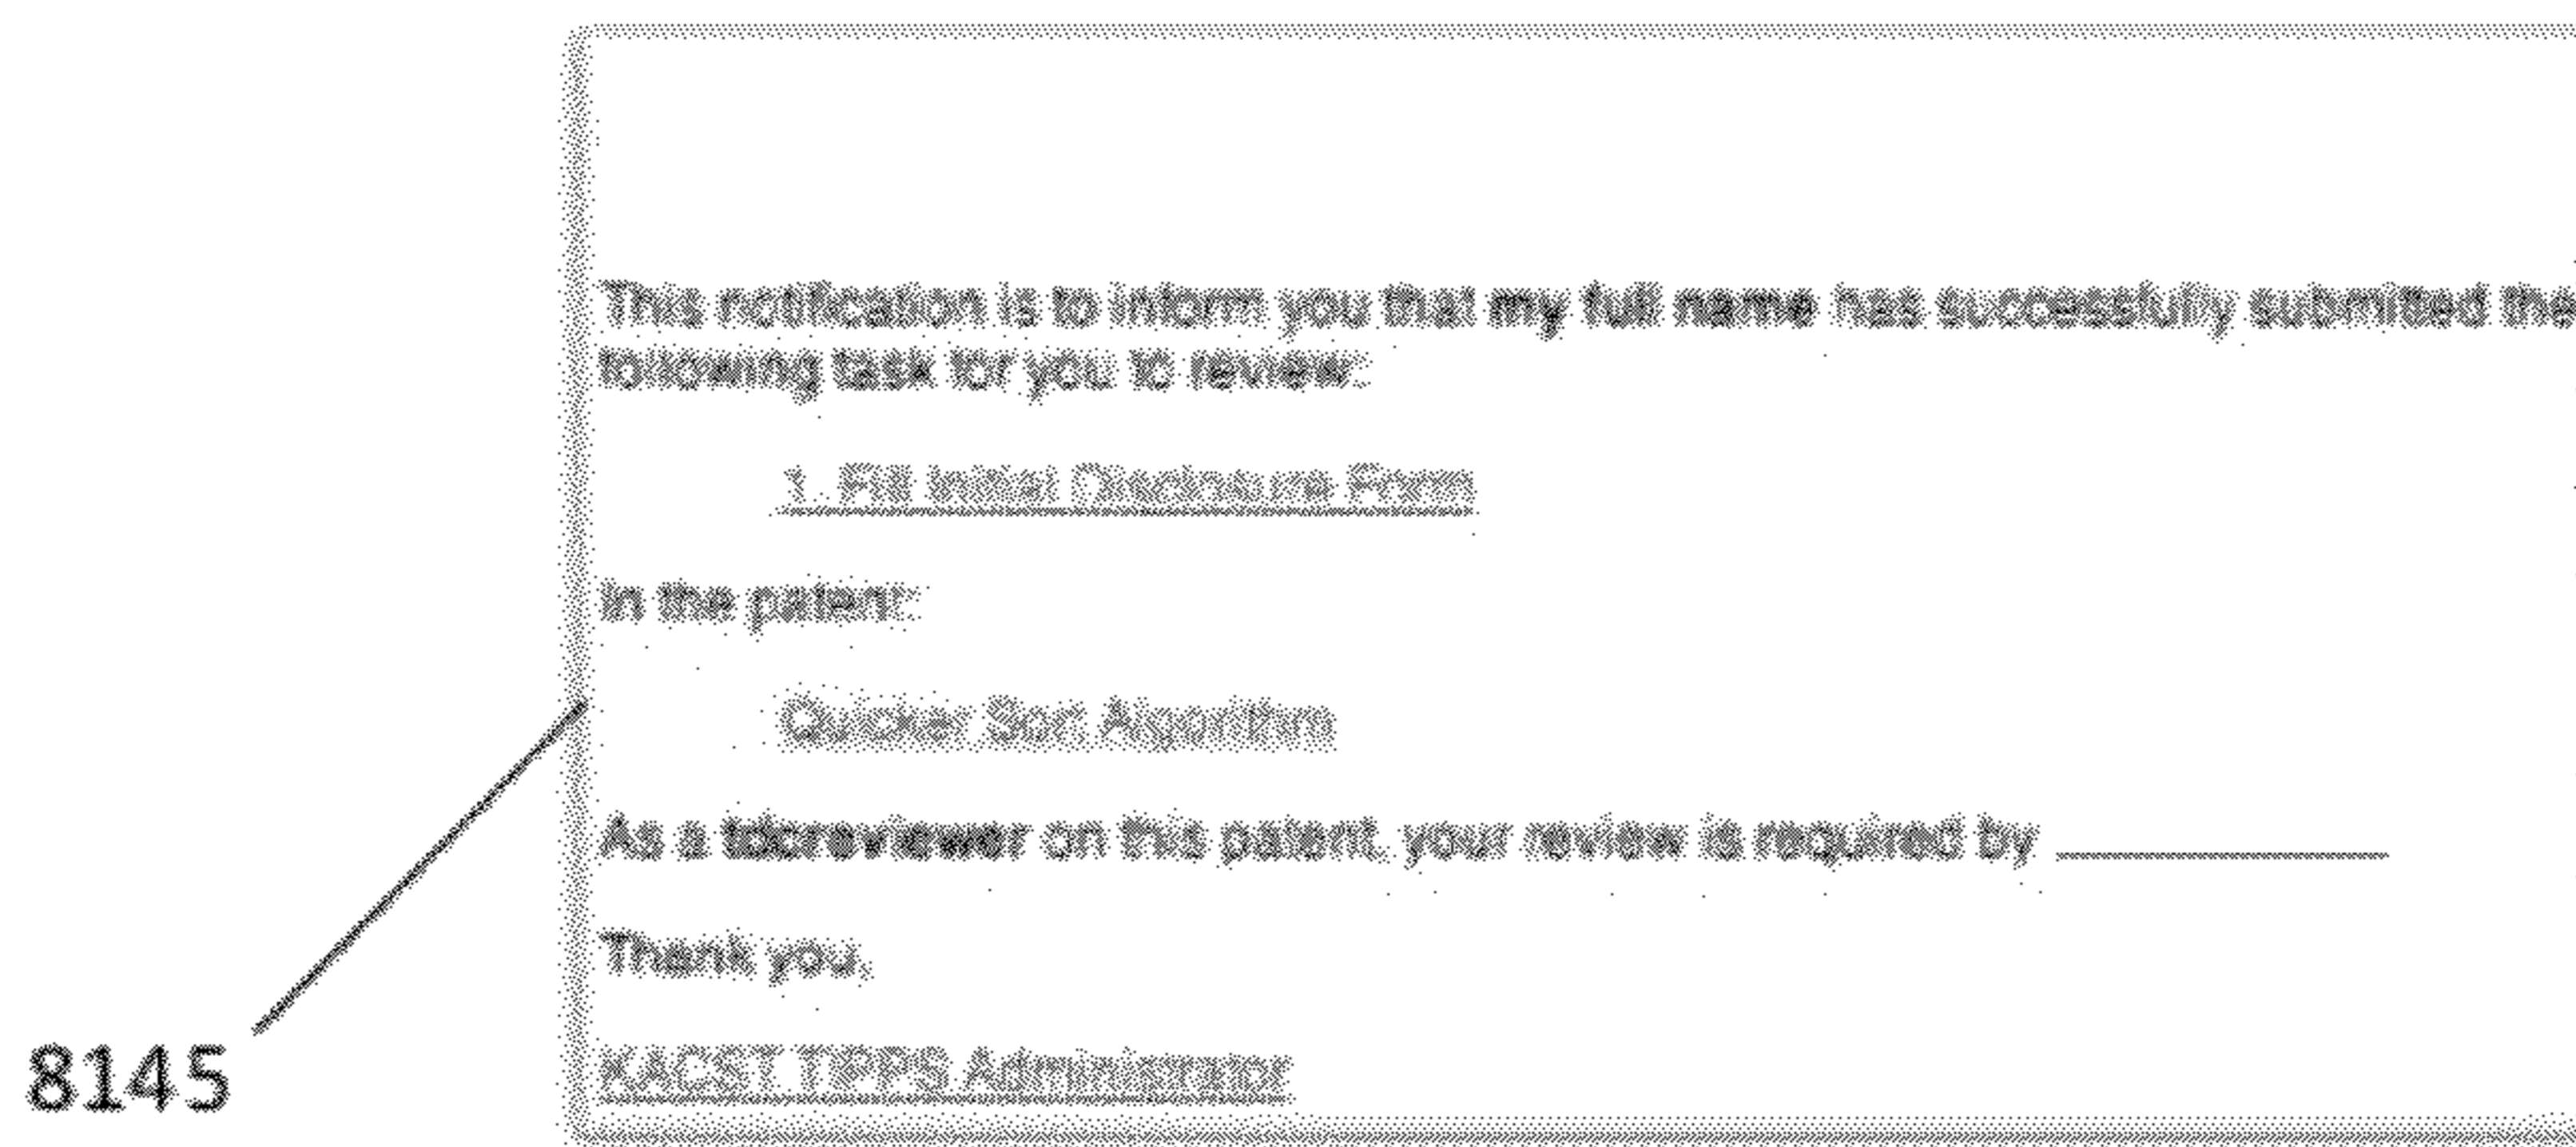 This notification is to inform you that my full name has successfully submitted the
following task for you to review:
1. Fill Initial Disclosure Form
In the patent:
Quicker Sort Algorithm
As a tdcreviewer on this patent, your review is required by __________
Thank you,
KACST TIPPS Administrator
8145